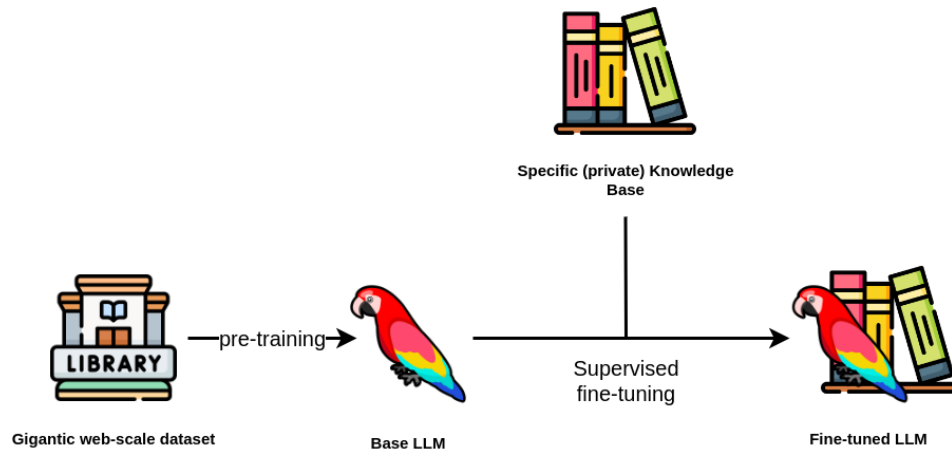 Specific (private) Knowledge
Base
LIBRARY
pre-training
Supervised
fine-tuning
Gigantic web-scale dataset
Base LLM
Fine-tuned LLM